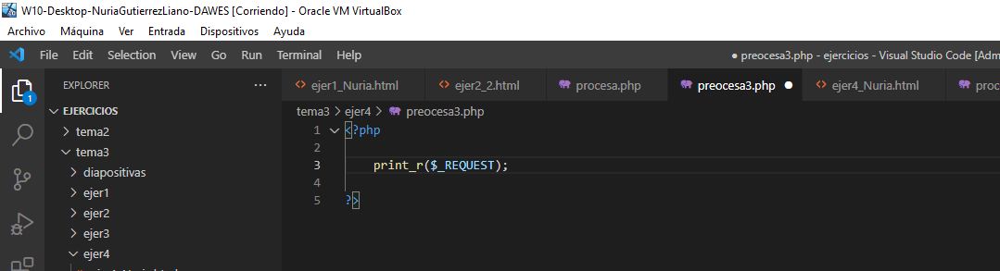 W10-Desktop-NuriaGutierrezLiano-DAWES [Corriendo] - Oracle VM VirtualBox
Archivo Máquina Ver Entrada Dispositivos Ayuda
File Edit Selection View Go Run Terminal Help ● preocesa3.php - ejercicios - Visual Studio Code [Adm
EXPLORER ··· <> ejer1_Nuria.html <> ejer2_2.html procesa.php preocesa3.php ● <> ejer4_Nuria.html proc
1
EJERCICIOS
tema3 > ejer4 > preocesa3.php
tema2
tema3
diapositivas
ejer1
ejer2
ejer3
ejer4
1 <?php
2
3 print_r($_REQUEST);
4
5 ?>